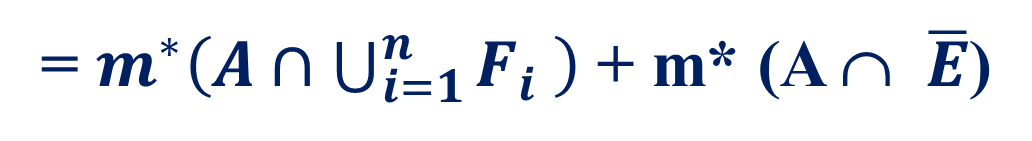 = m*(A ∩ ⋃ⁿᵢ₌₁ Fᵢ ) + m* (A ∩ E̅)